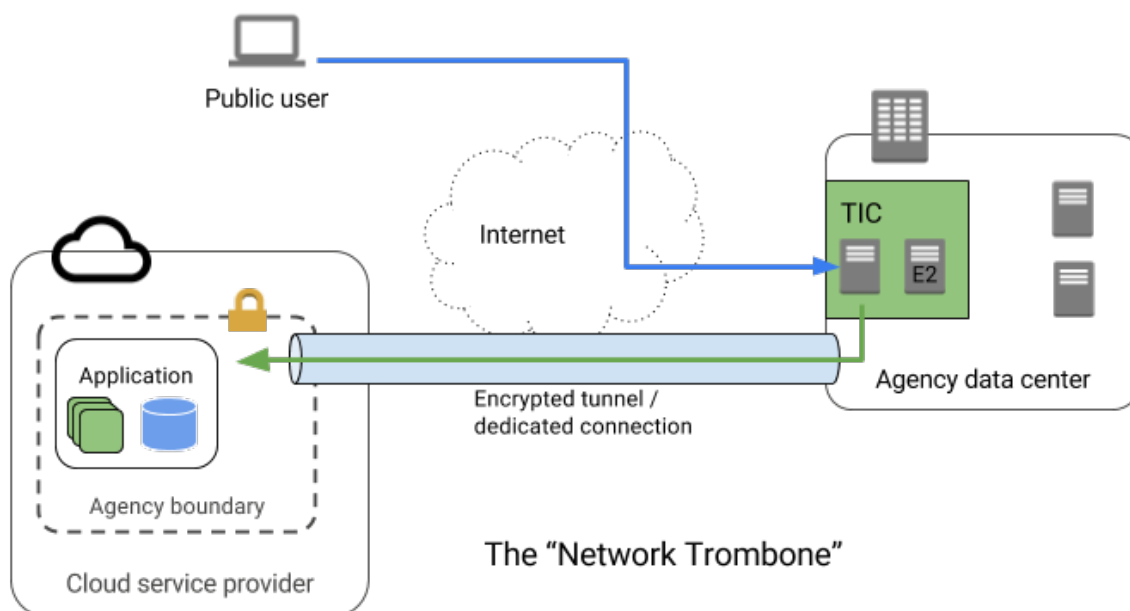 Public user
TIC
Internet
E2
Application
Agency data center
Encrypted tunnel /
dedicated connection
Agency boundary
The “Network Trombone”
Cloud service provider